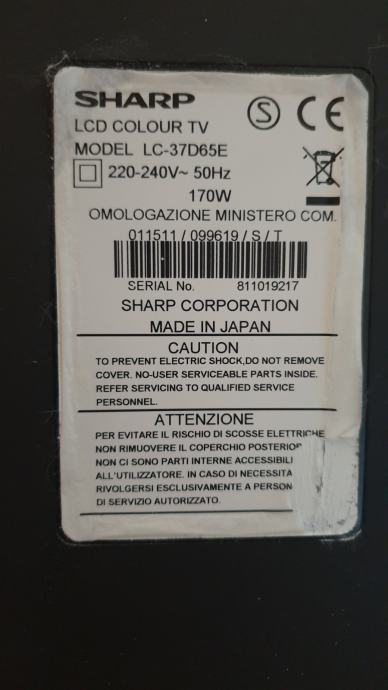 SHARP
S CE
LCD COLOUR TV
MODEL LC-37D65E
220-240V~ 50Hz
170W
OMOLOGAZIONE MINISTERO COM.
011511 / 099619 / S / T
SERIAL No. 811019217
SHARP CORPORATION
MADE IN JAPAN
CAUTION
TO PREVENT ELECTRIC SHOCK,DO NOT REMOVE
COVER. NO-USER SERVICEABLE PARTS INSIDE.
REFER SERVICING TO QUALIFIED SERVICE
PERSONNEL.
ATTENZIONE
PER EVITARE IL RISCHIO DI SCOSSE ELETTRICHE
NON RIMUOVERE IL COPERCHIO POSTERIOR
NON CI SONO PARTI INTERNE ACCESSIBILI
ALL'UTILIZZATORE. IN CASO DI NECESSITA
RIVOLGERSI ESCLUSIVAMENTE A PERSON
DI SERVIZIO AUTORIZZATO.